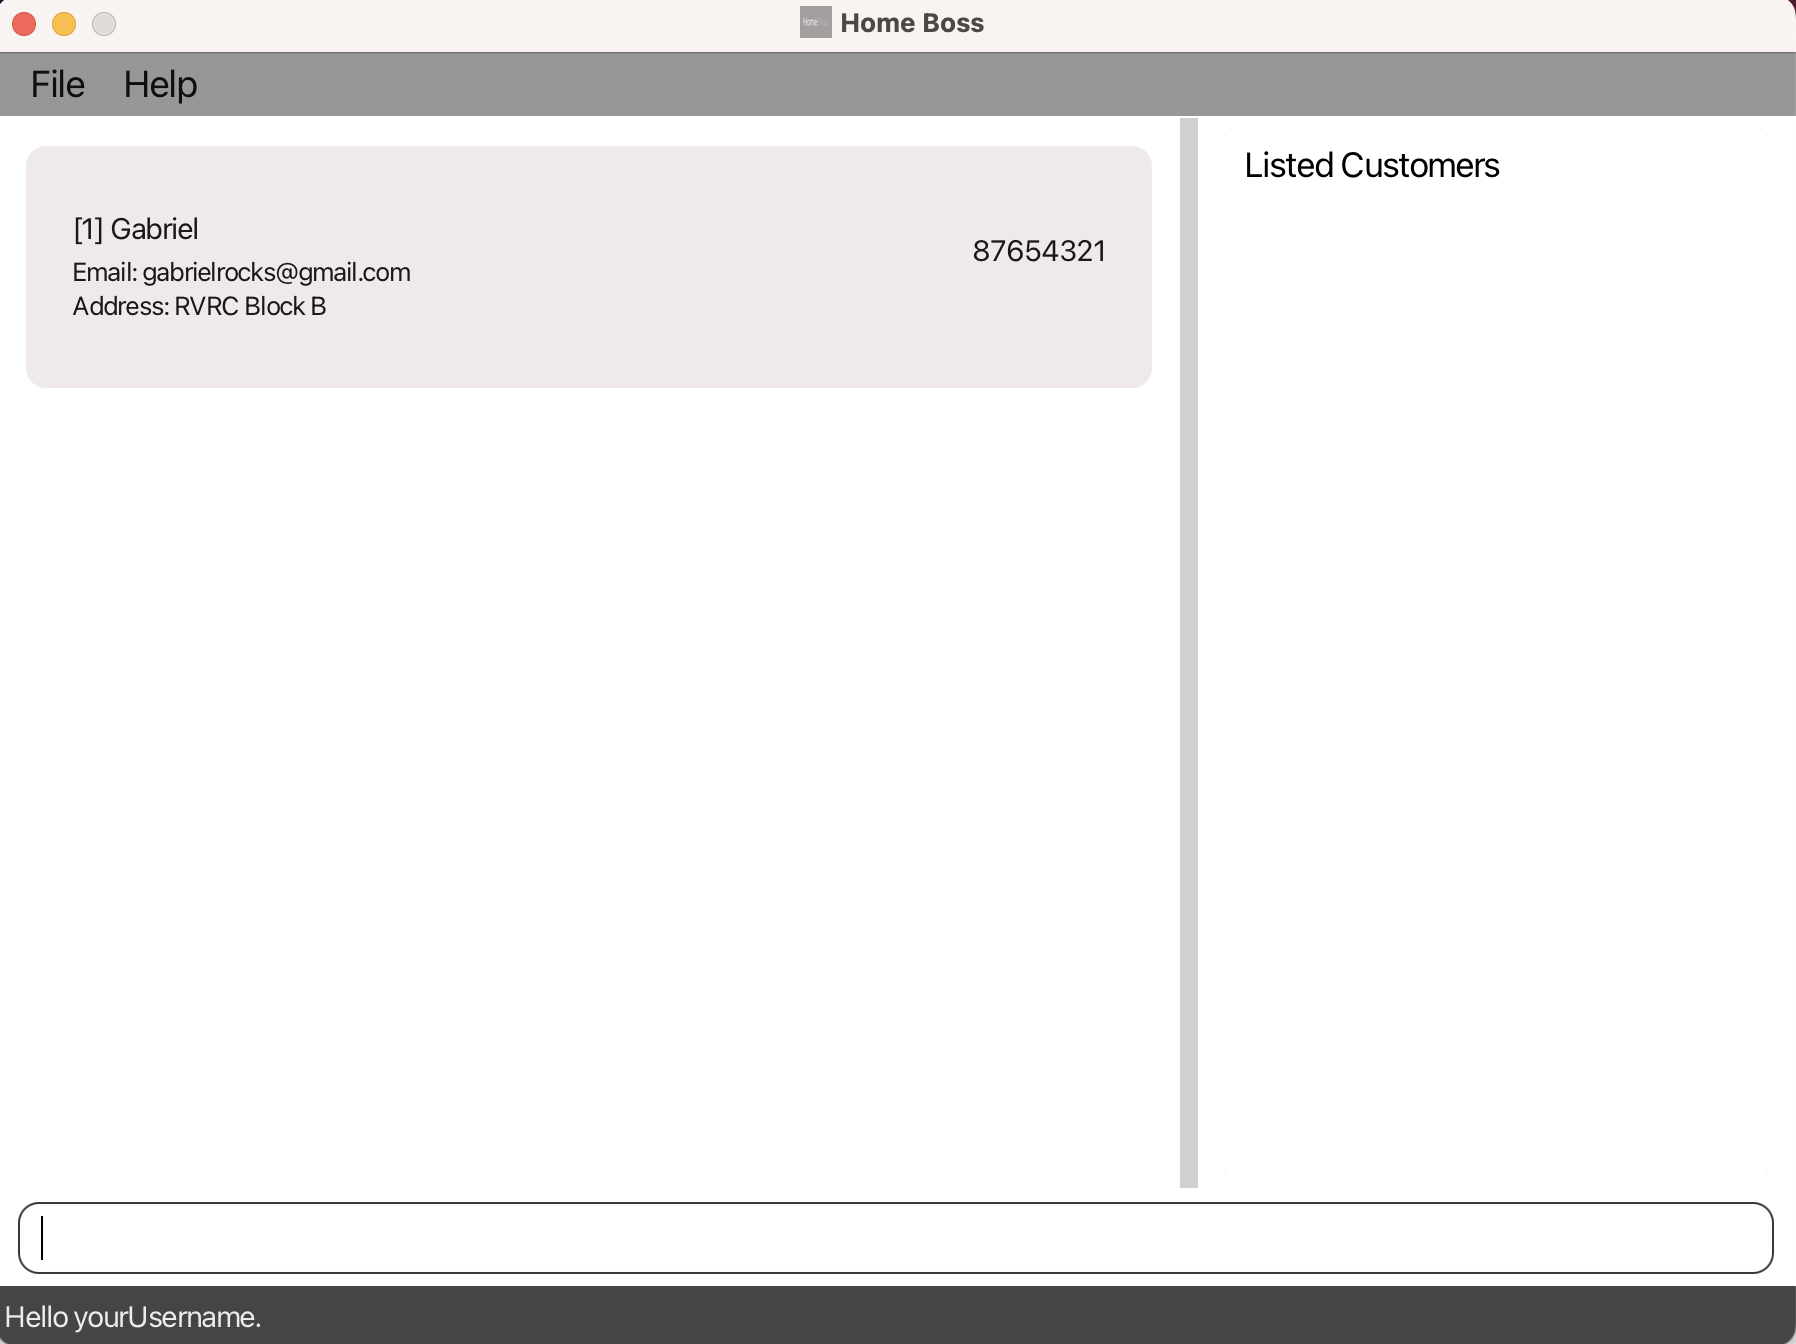 Home Boss
File Help
[1] Gabriel
Email: gabrielrocks@gmail.com
Address: RVRC Block B
87654321
Listed Customers
Hello yourUsername.